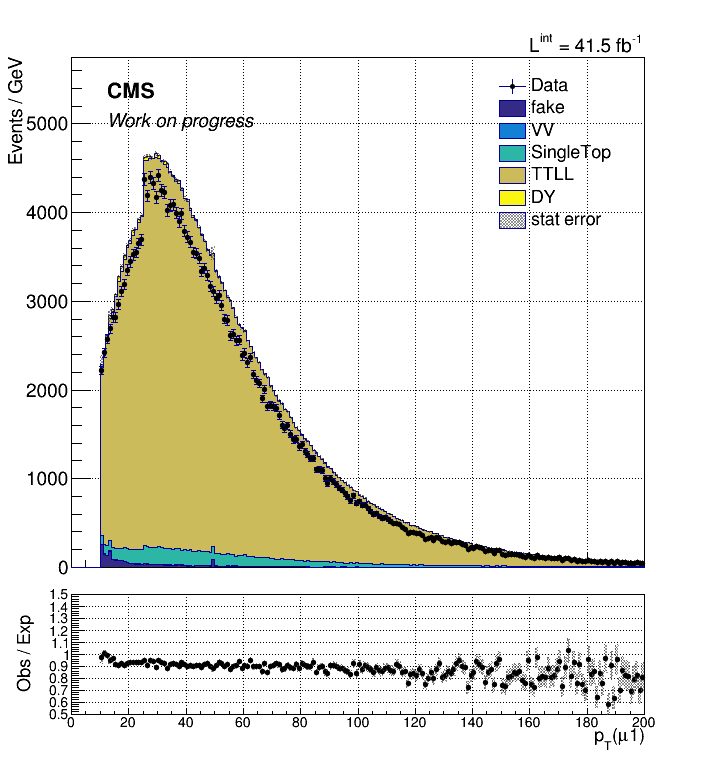 L^int = 41.5 fb^-1
Events / GeV
CMS
Work on progress
Data
fake
VV
SingleTop
TTLL
DY
stat error
5000
4000
3000
2000
1000
0
Obs / Exp
1.5
1.4
1.3
1.2
1.1
1
0.9
0.8
0.7
0.6
0.5
0 20 40 60 80 100 120 140 160 180 200
p_T(μ1)